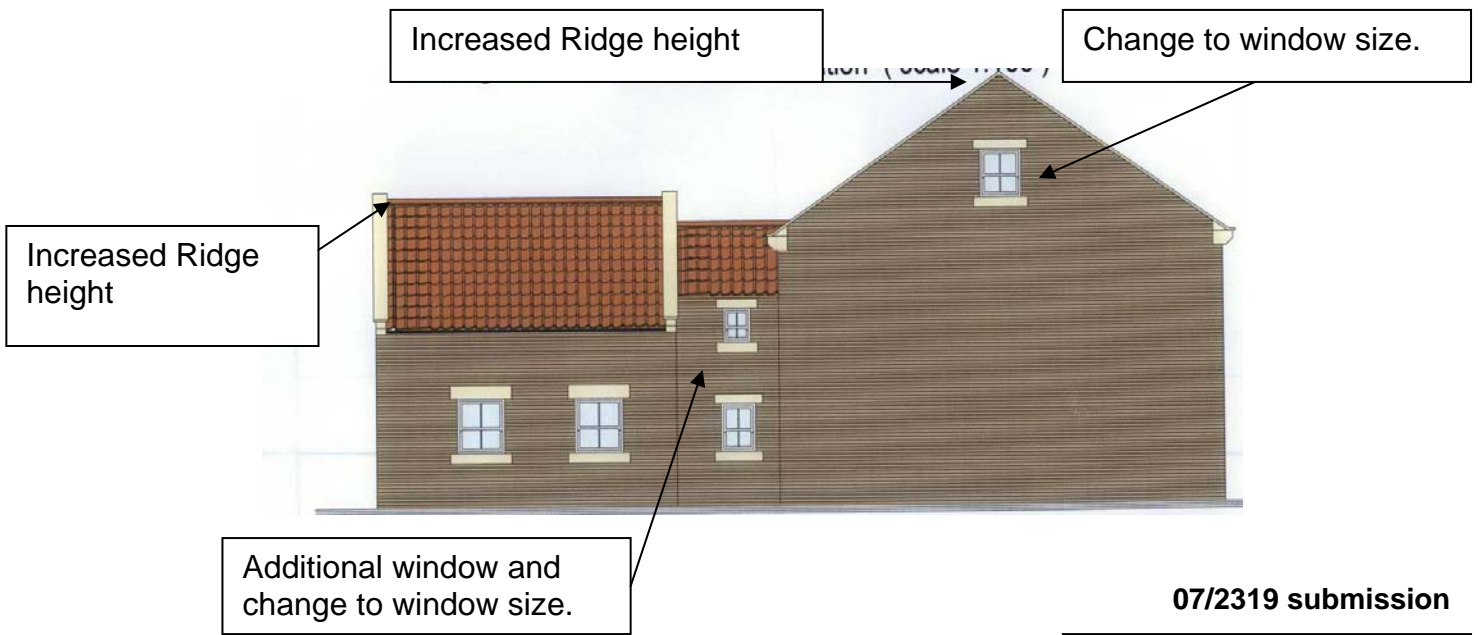 Increased Ridge height
Change to window size.
Increased Ridge
height
Additional window and
change to window size.
07/2319 submission